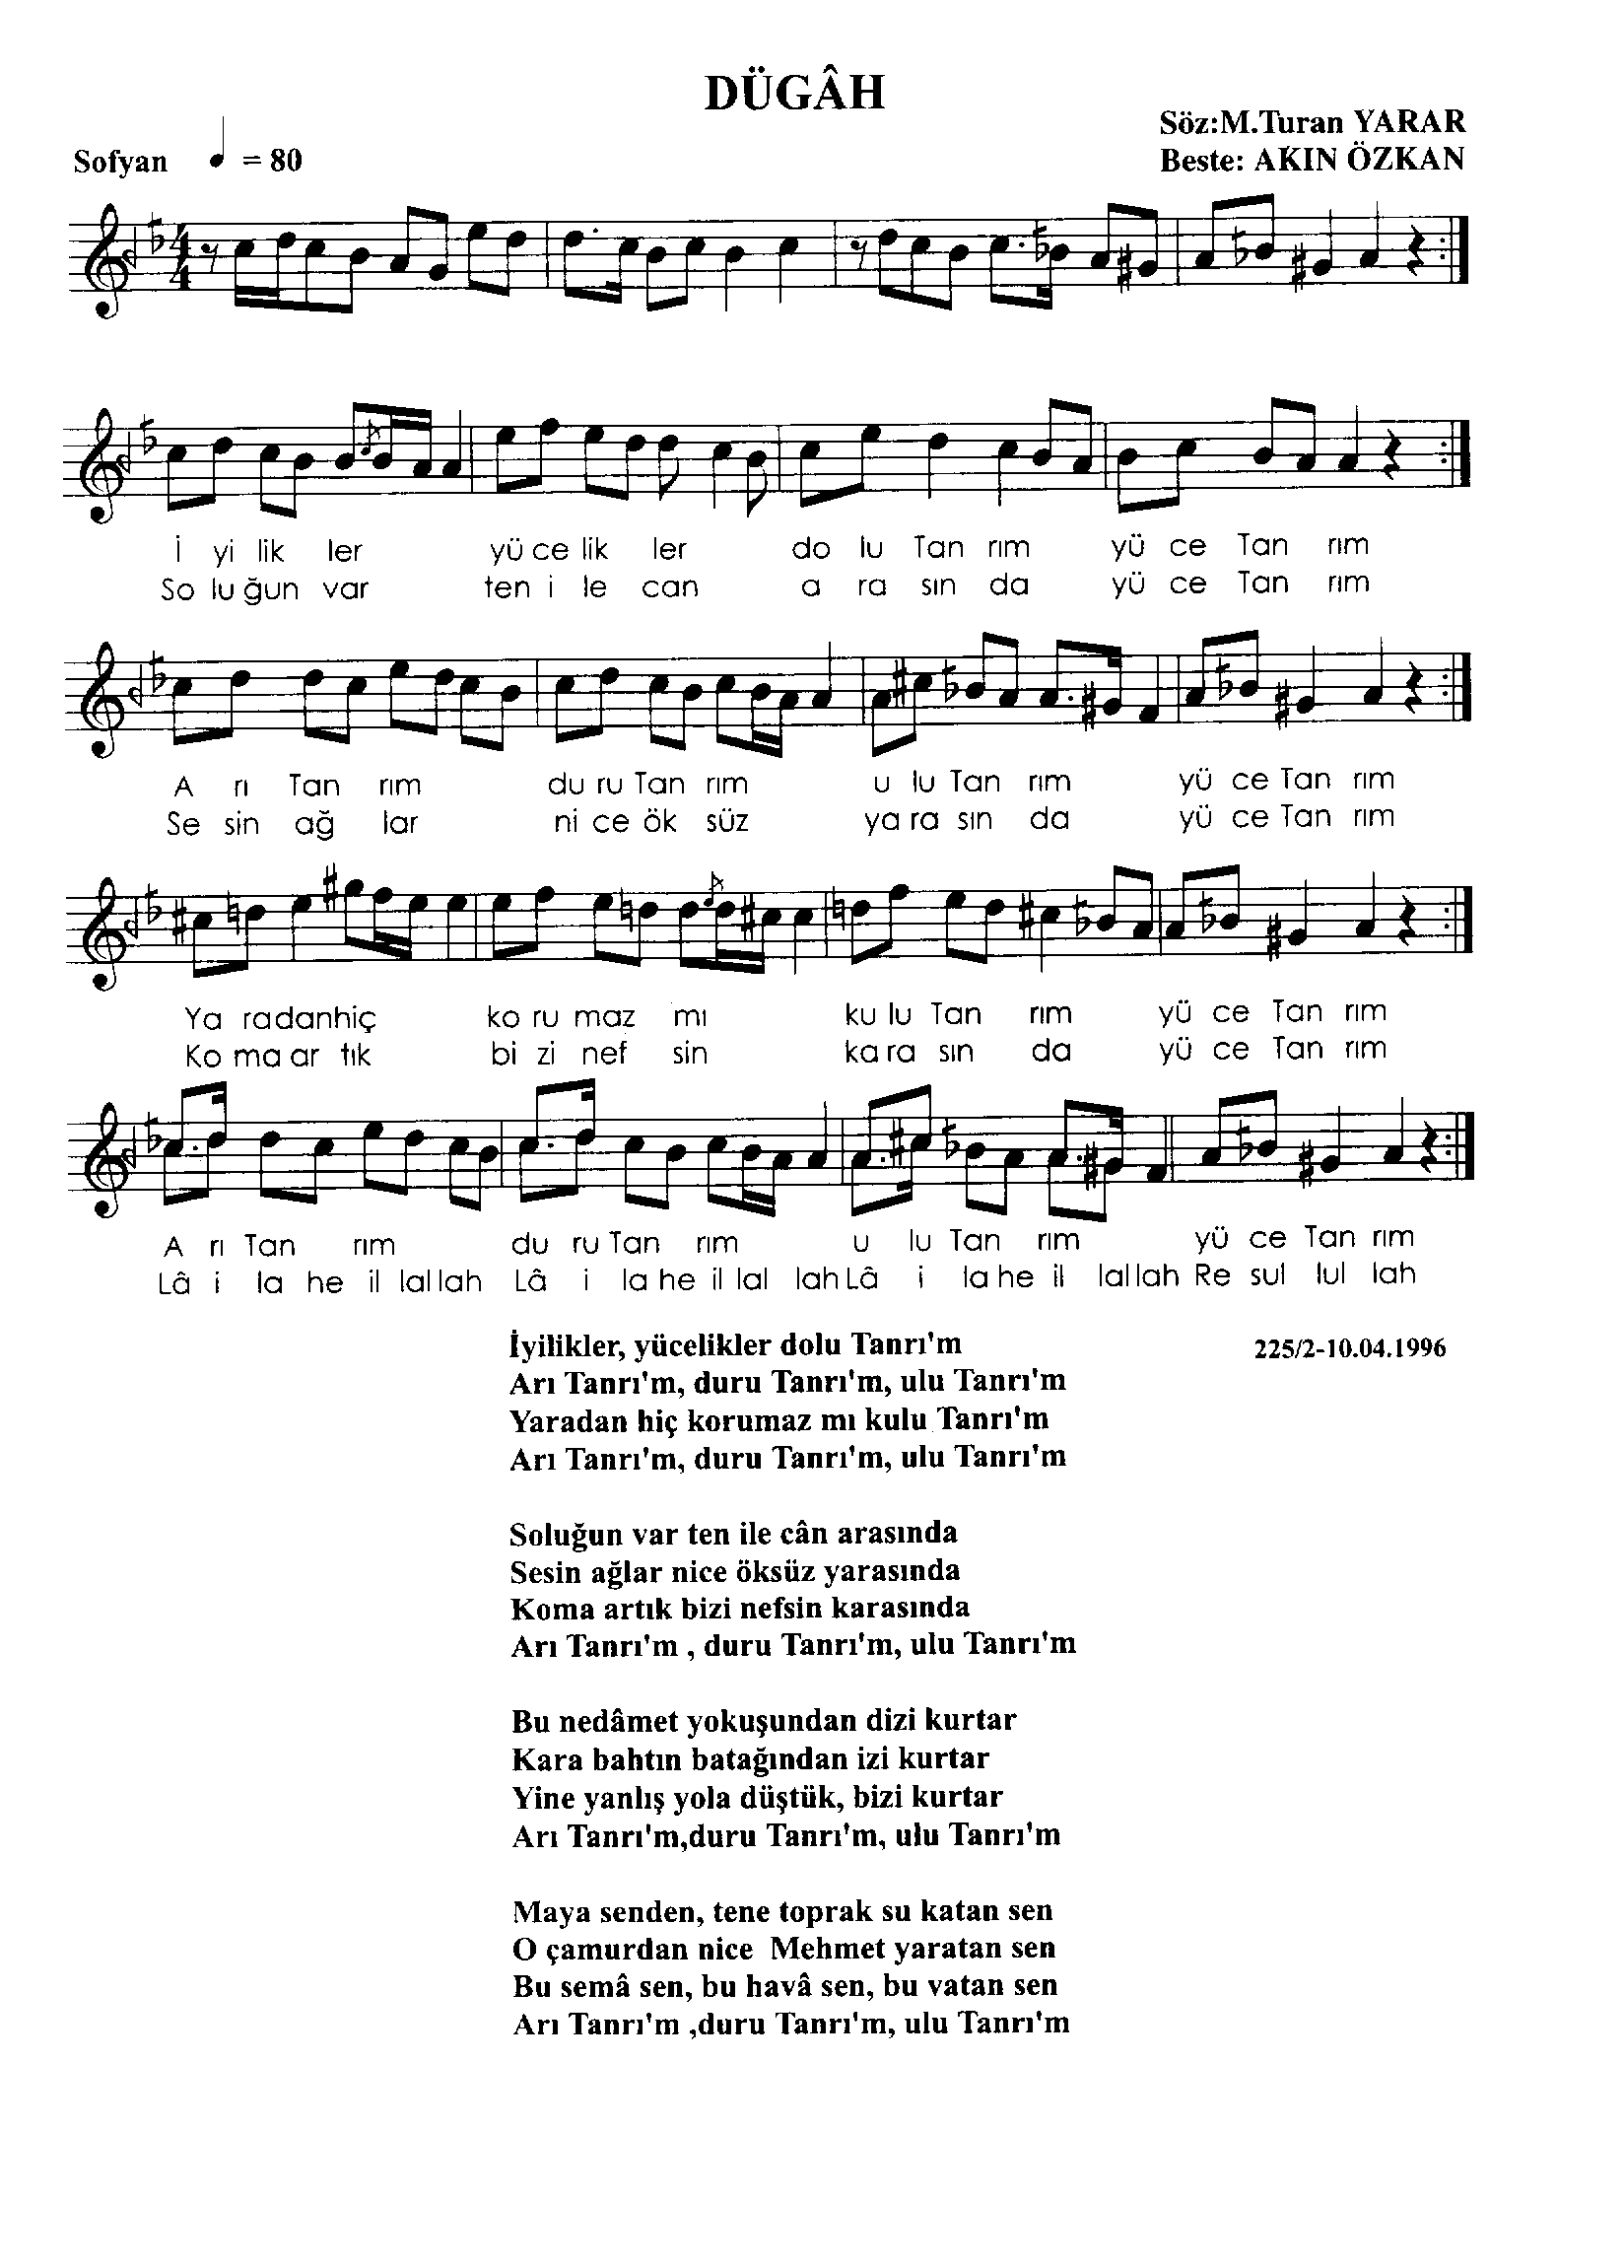 DÜGÂH
Söz:M.Turan YARAR
Sofyan = 80
Beste: AKIN ÖZKAN
4
4
İ yi lik ler yü ce lik ler do lu Tan rım yü ce Tan rım
So lu ğun var ten i le can a ra sın da yü ce Tan rım
A rı Tan rım du ru Tan rım u lu Tan rım yü ce Tan rım
Se sin ağ lar ni ce ök süz ya ra sın da yü ce Tan rım
Ya radanhiç ko ru maz mı ku lu Tan rım yü ce Tan rım
Ko ma ar tık bi zi nef sin ka ra sın da yü ce Tan rım
A rı Tan rım du ru Tan rım u lu Tan rım yü ce Tan rım
Lâ i la he il lal lah Lâ i la he il lal lah Lâ i la he il lal lah Re sul lul lah
İyilikler, yücelikler dolu Tanrı'm
225/2-10.04.1996
Arı Tanrı'm, duru Tanrı'm, ulu Tanrı'm
Yaradan hiç korumaz mı kulu Tanrı'm
Arı Tanrı'm, duru Tanrı'm, ulu Tanrı'm
Soluğun var ten ile cân arasında
Sesin ağlar nice öksüz yarasında
Koma artık bizi nefsin karasında
Arı Tanrı'm , duru Tanrı'm, ulu Tanrı'm
Bu nedâmet yokuşundan dizi kurtar
Kara bahtın batağından izi kurtar
Yine yanlış yola düştük, bizi kurtar
Arı Tanrı'm,duru Tanrı'm, ulu Tanrı'm
Maya senden, tene toprak su katan sen
O çamurdan nice Mehmet yaratan sen
Bu semâ sen, bu havâ sen, bu vatan sen
Arı Tanrı'm ,duru Tanrı'm, ulu Tanrı'm